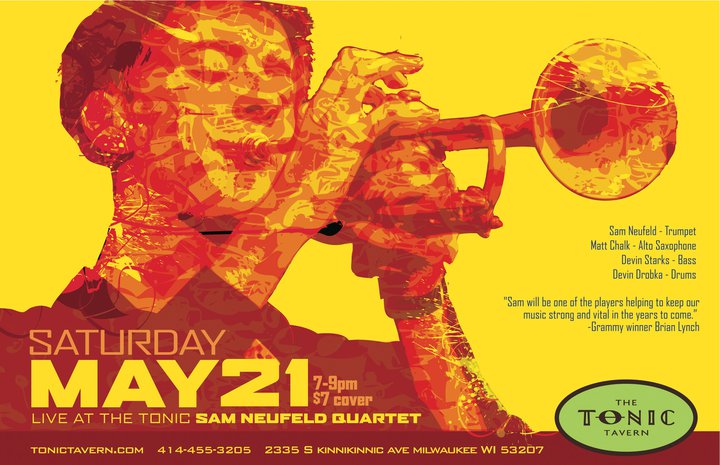 Sam Neufeld - Trumpet
Matt Chalk - Alto Saxophone
Devin Starks - Bass
Devin Drobka - Drums
"Sam will be one of the players helping to keep our
music strong and vital in the years to come."
-Grammy winner Brian Lynch
SATURDAY
MAY21
7-9pm
$7 cover
LIVE AT THE TONIC SAM NEUFELD QUARTET
THE
TONIC
TAVERN
TONICTAVERN.COM 414-455-3205 2335 S KINNIKINNIC AVE MILWAUKEE WI 53207